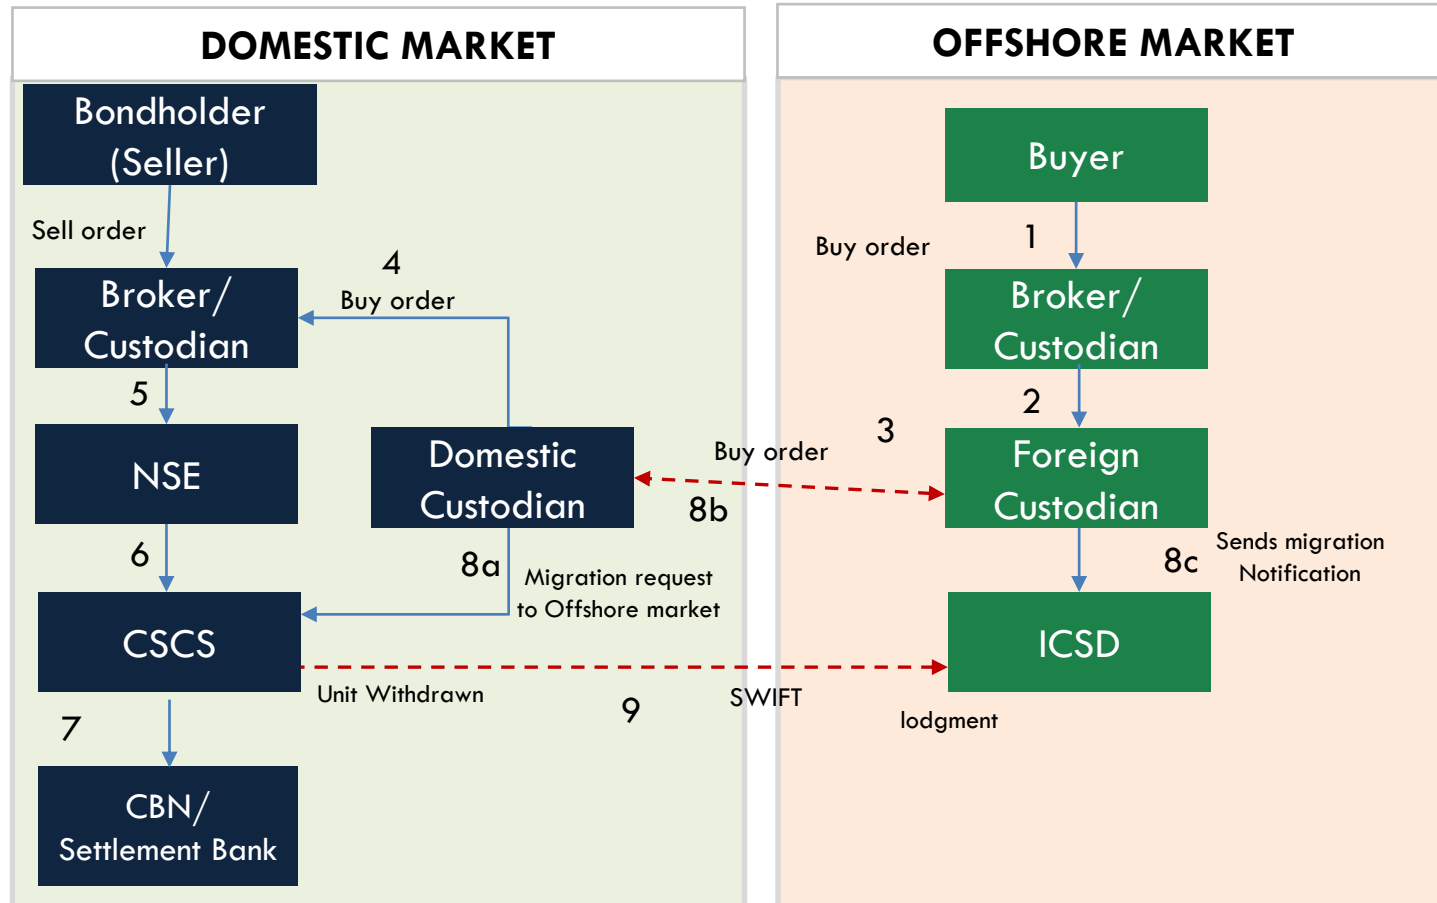 DOMESTIC MARKET
Bondholder
(Seller)
Sell order
4
Buy order
Broker/
Custodian
5
NSE
Domestic
Custodian
6
8a
Migration request
to Offshore market
CSCS
Unit Withdrawn
7
CBN/
Settlement Bank
3
Buy order
8b
9
SWIFT
OFFSHORE MARKET
Buyer
1
Buy order
Broker/
Custodian
2
Foreign
Custodian
8c
Sends migration
Notification
ICSD
lodgment